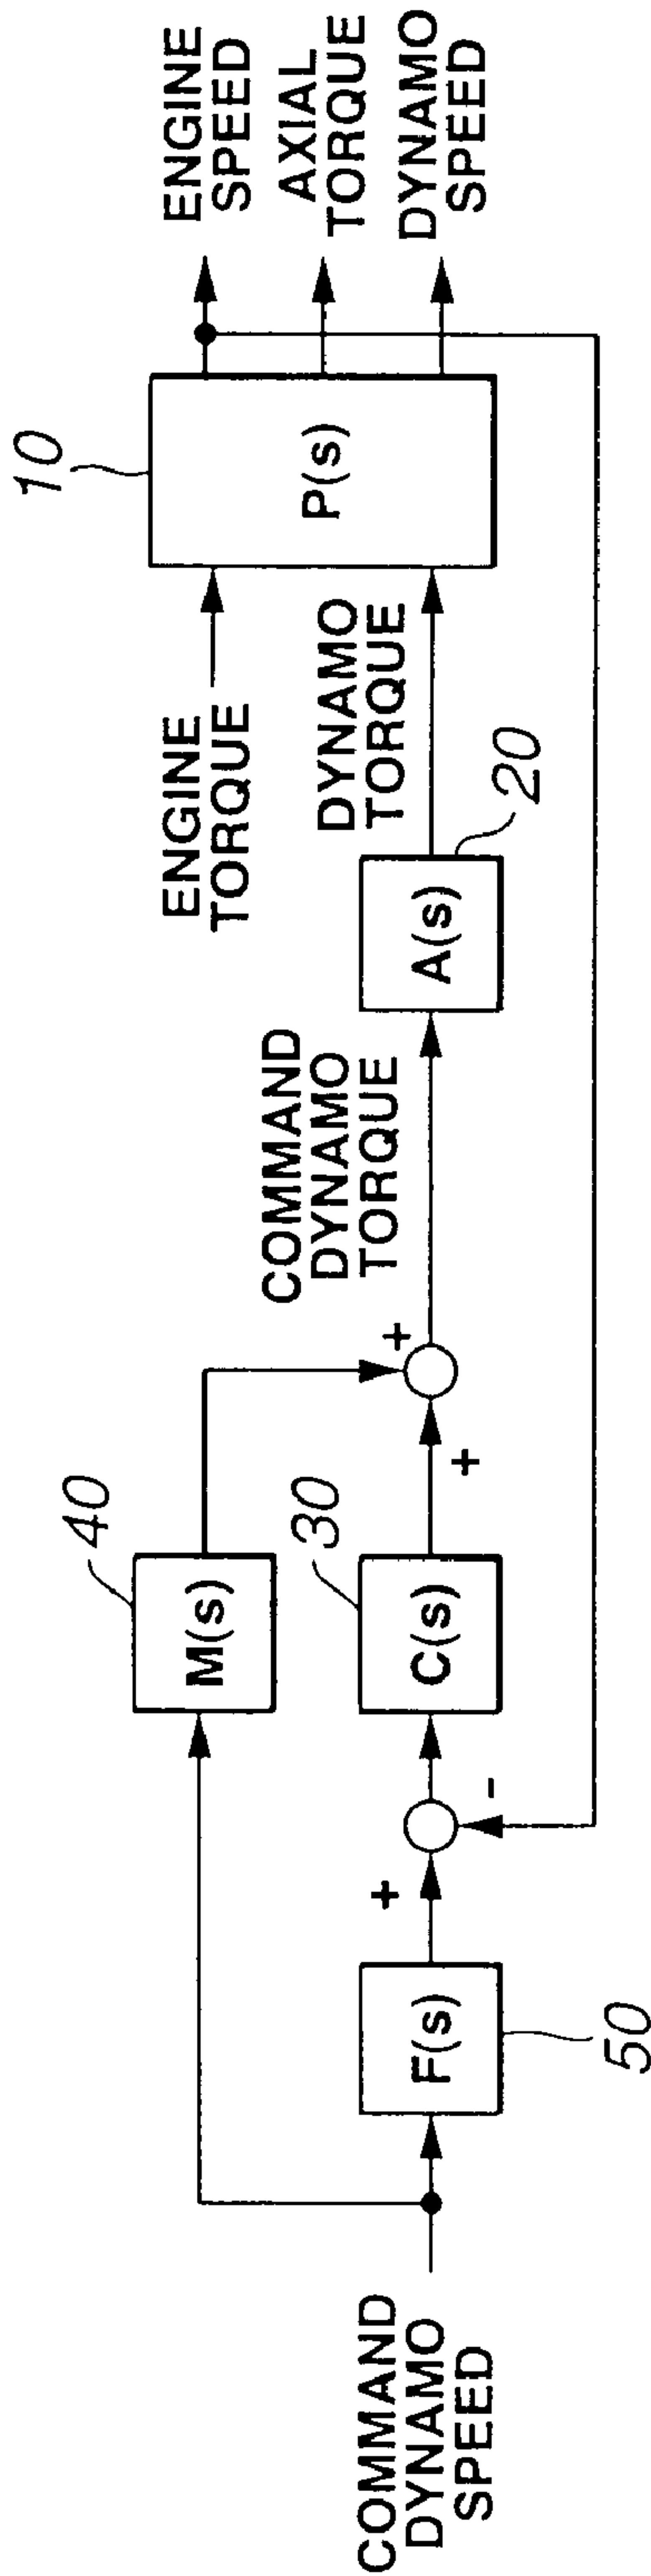 COMMAND
DYNAMO
SPEED
F(s)
50
+
-
M(s)
40
C(s)
30
+
+
COMMAND
DYNAMO
TORQUE
A(s)
20
ENGINE
TORQUE
DYNAMO
TORQUE
10
P(s)
ENGINE
SPEED
AXIAL
TORQUE
DYNAMO
SPEED